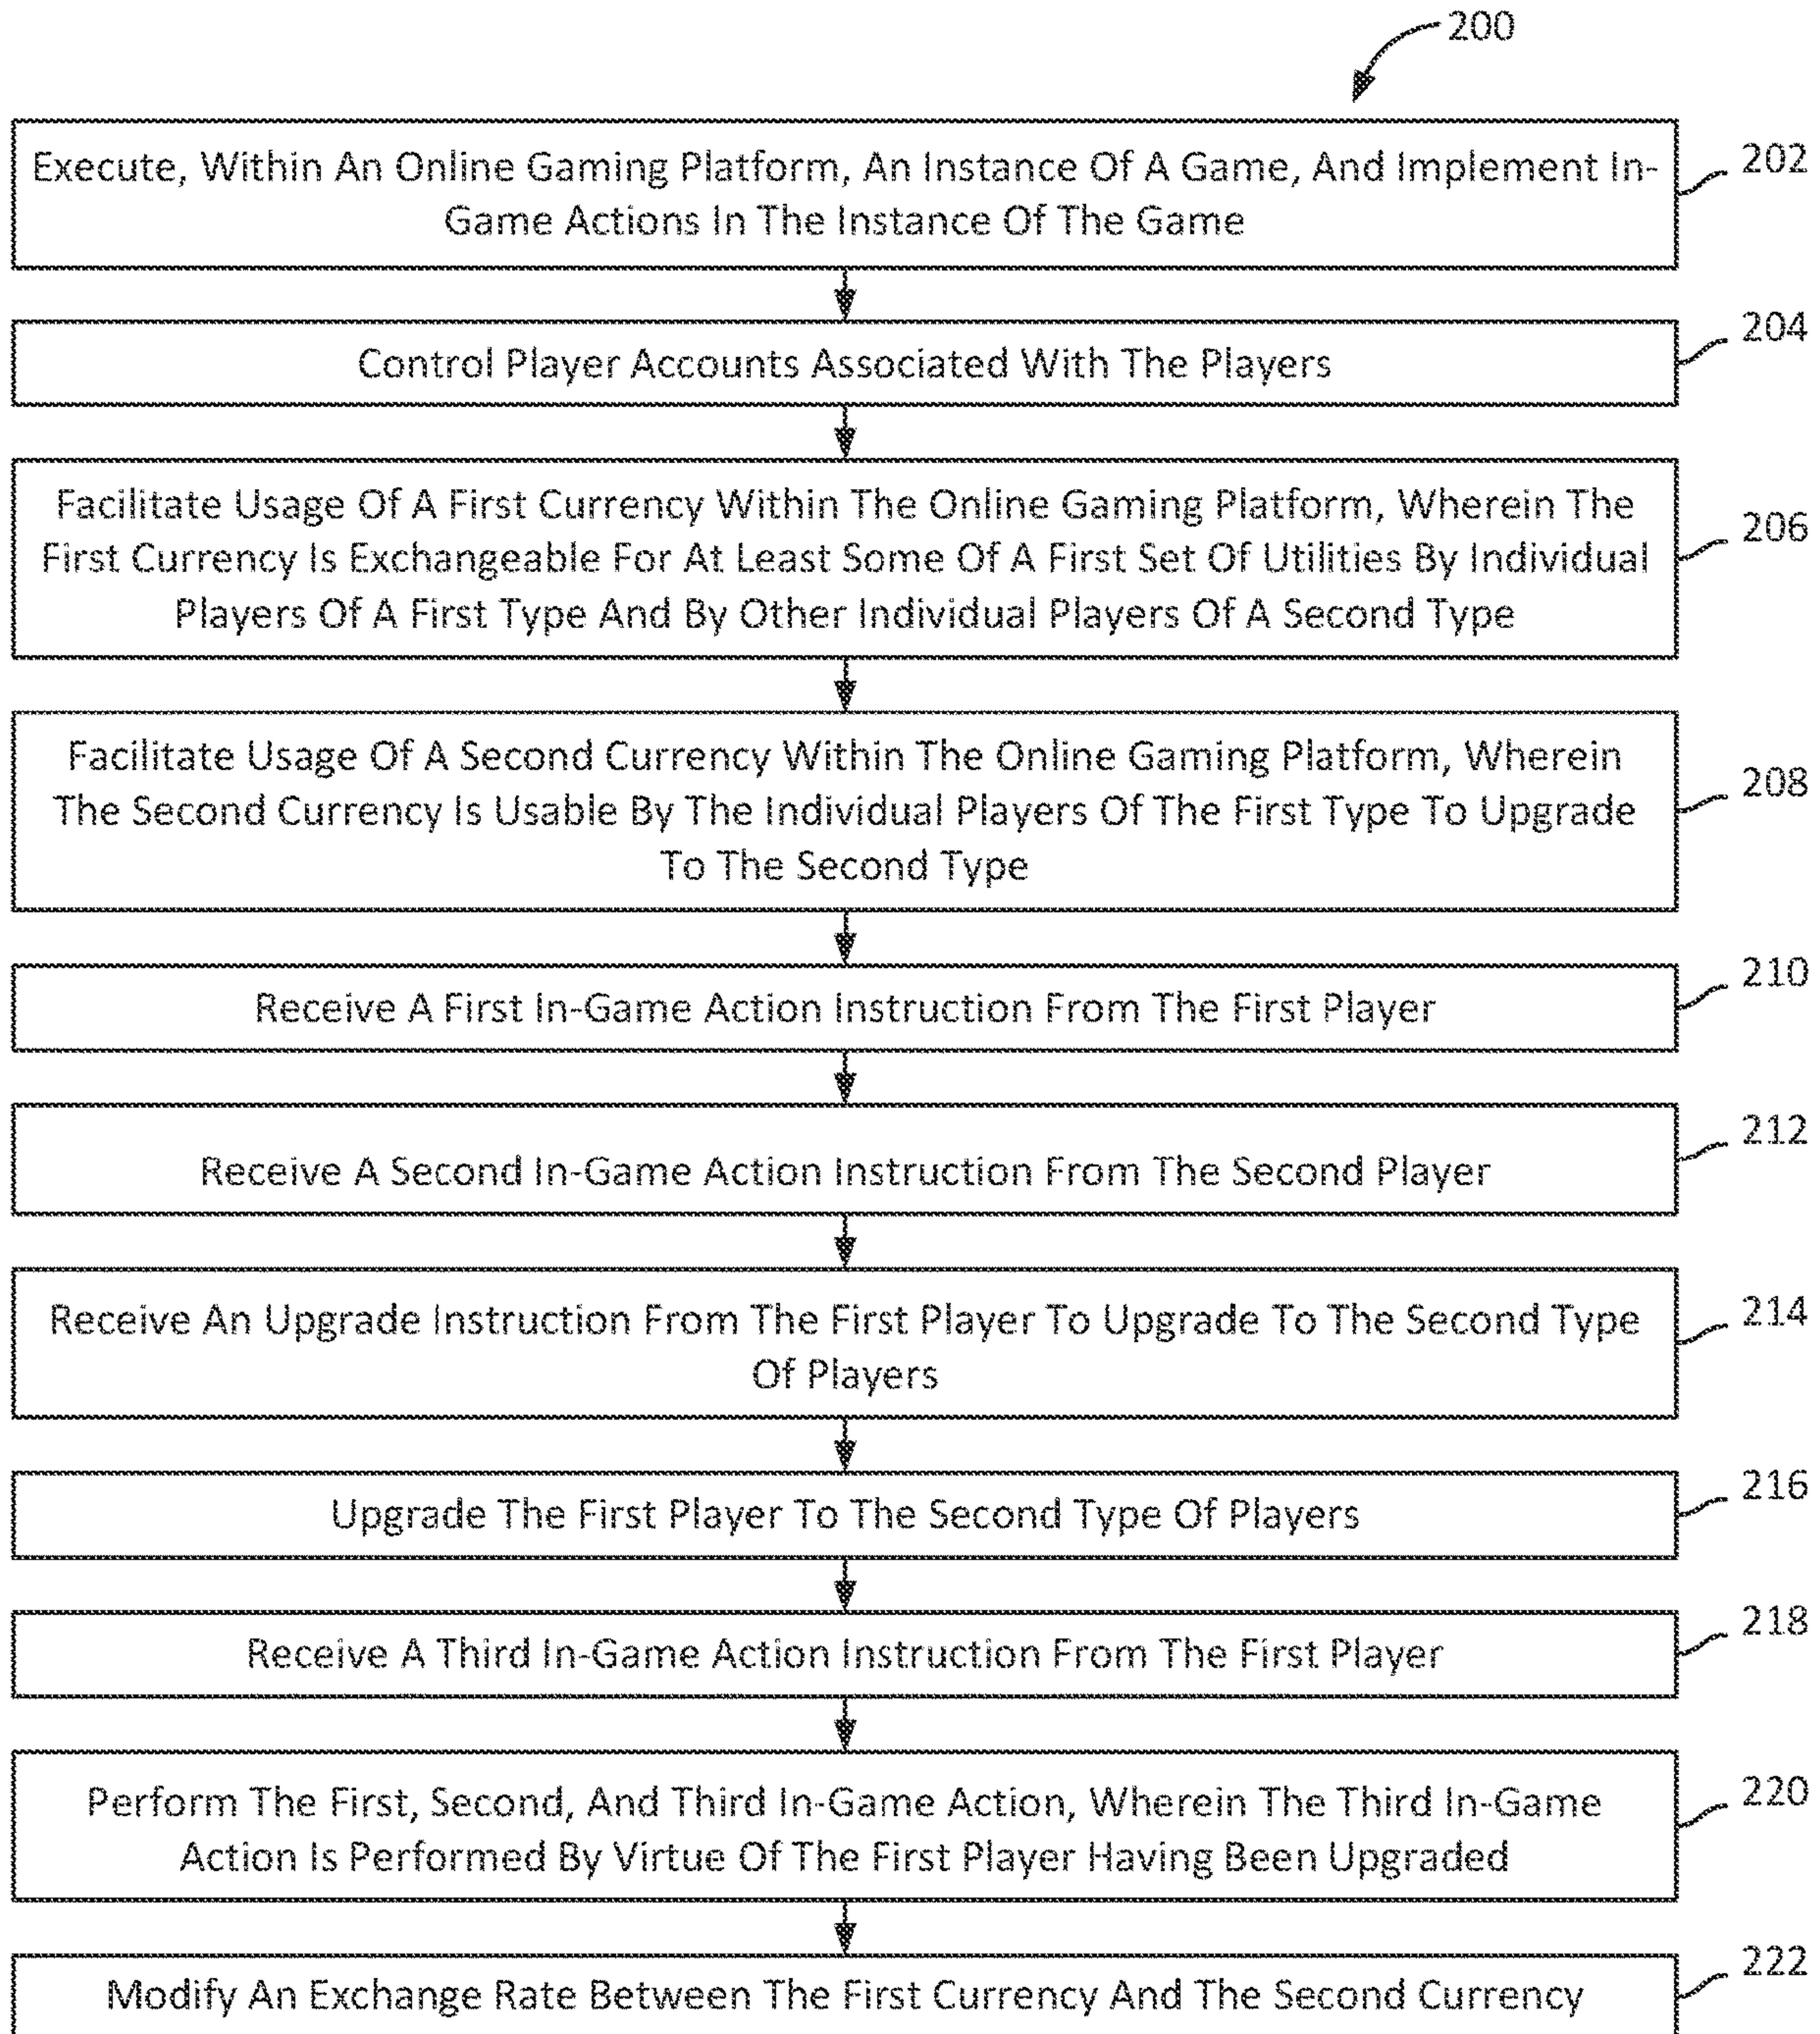 200
Execute, Within An Online Gaming Platform, An Instance Of A Game, And Implement In-
Game Actions In The Instance Of The Game
202
Control Player Accounts Associated With The Players
204
Facilitate Usage Of A First Currency Within The Online Gaming Platform, Wherein The
First Currency Is Exchangeable For At Least Some Of A First Set Of Utilities By Individual
Players Of A First Type And By Other Individual Players Of A Second Type
206
Facilitate Usage Of A Second Currency Within The Online Gaming Platform, Wherein
The Second Currency Is Usable By The Individual Players Of The First Type To Upgrade
To The Second Type
208
Receive A First In-Game Action Instruction From The First Player
210
Receive A Second In-Game Action Instruction From The Second Player
212
Receive An Upgrade Instruction From The First Player To Upgrade To The Second Type
Of Players
214
Upgrade The First Player To The Second Type Of Players
216
Receive A Third In-Game Action Instruction From The First Player
218
Perform The First, Second, And Third In-Game Action, Wherein The Third In-Game
Action Is Performed By Virtue Of The First Player Having Been Upgraded
220
Modify An Exchange Rate Between The First Currency And The Second Currency
222